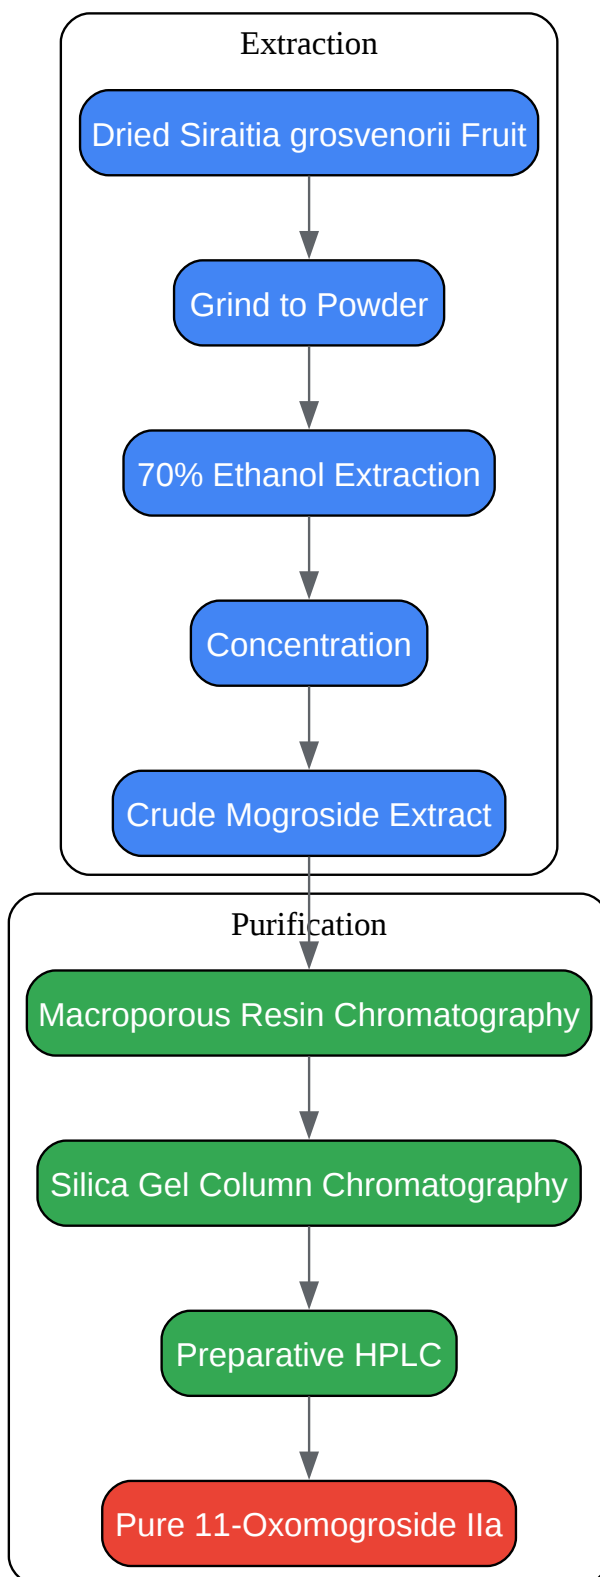 Extraction
Dried Siraitia grosvenorii Fruit
Grind to Powder
70% Ethanol Extraction
Concentration
Crude Mogroside Extract
Purification
Macroporous Resin Chromatography
Silica Gel Column Chromatography
Preparative HPLC
Pure 11-Oxomogroside IIa